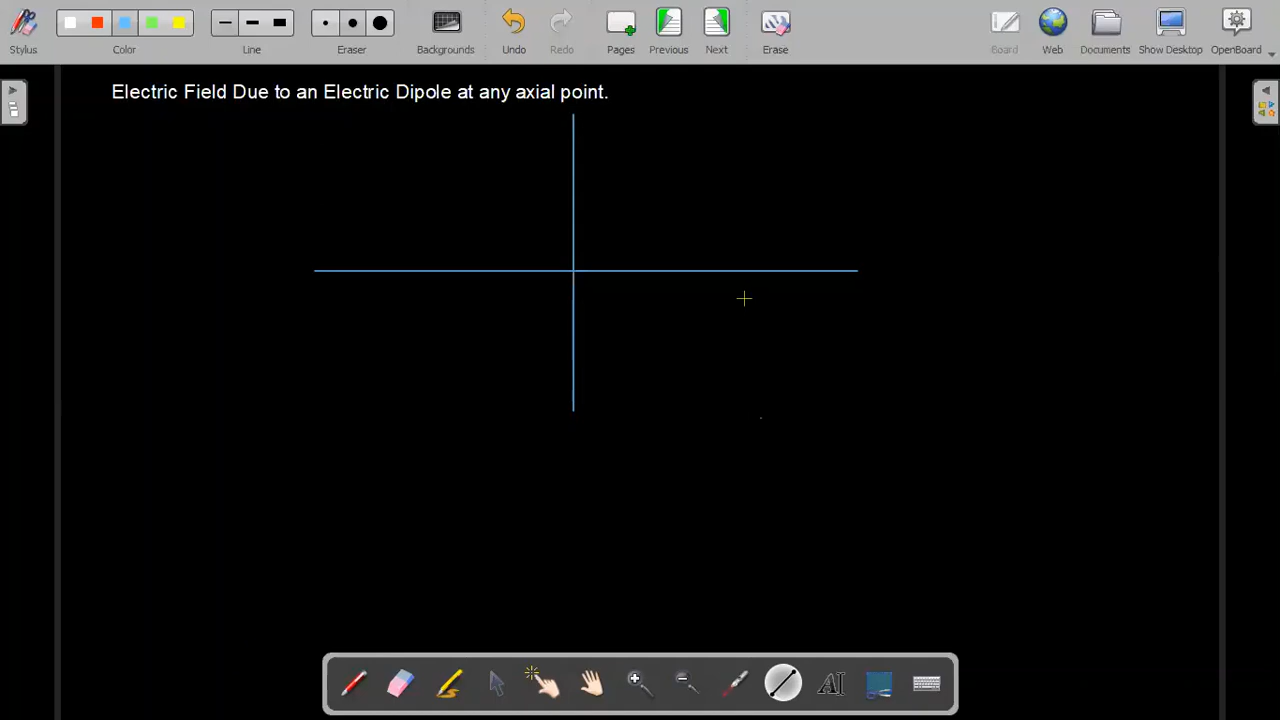 Stylus Color Line Eraser Backgrounds Undo Redo Pages Previous Next Erase Board Web Documents Show Desktop OpenBoard
Electric Field Due to an Electric Dipole at any axial point.
AI